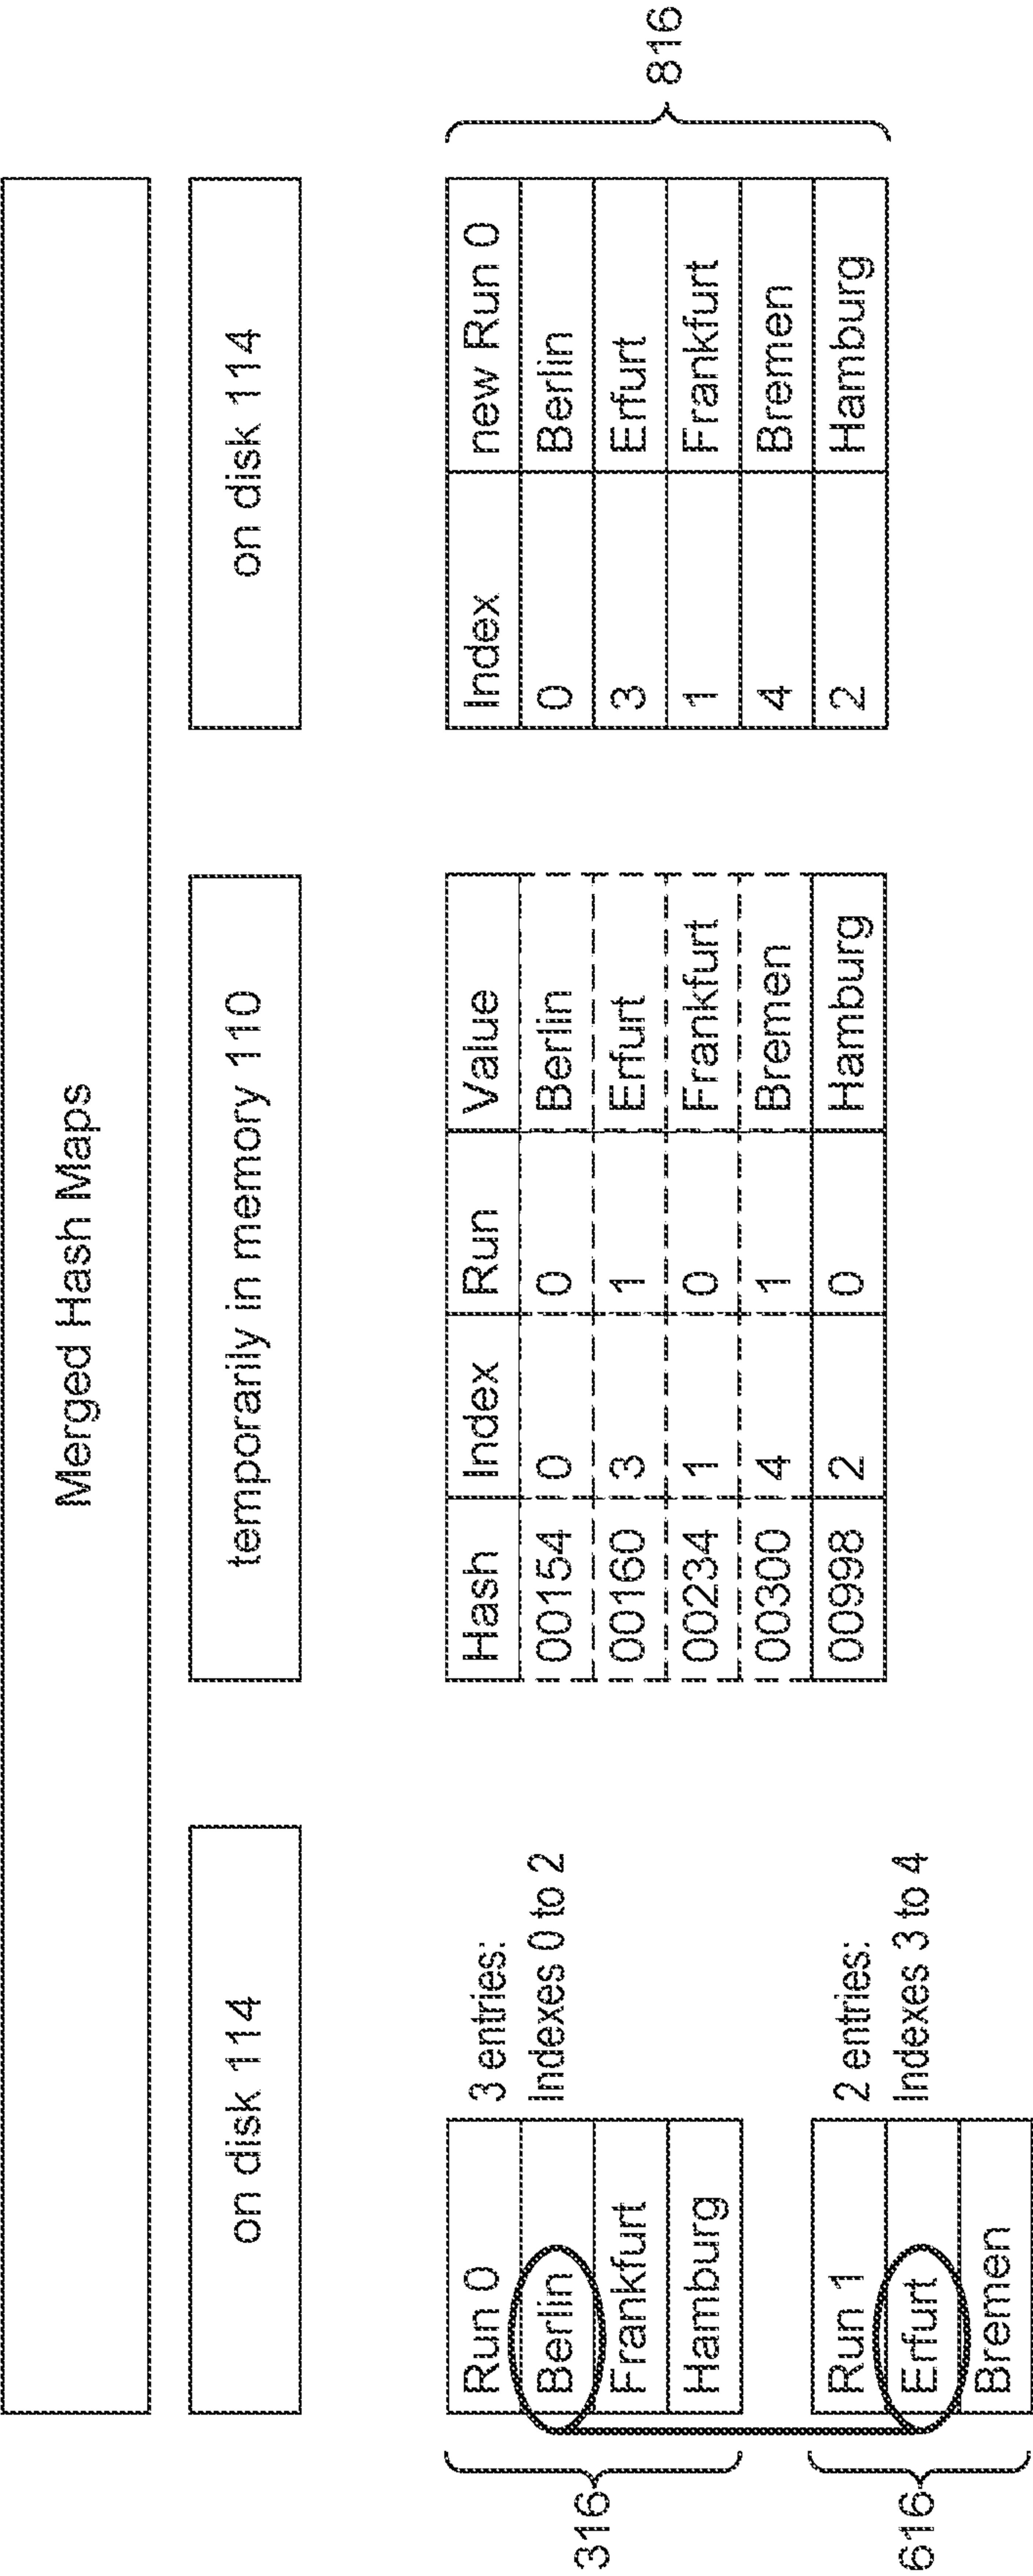 Merged Hash Maps
on disk 114
temporarily in memory 110
on disk 114
316
Run 0
Berlin
Frankfurt
Hamburg
3 entries:
Indexes 0 to 2
616
Run 1
Erfurt
Bremen
2 entries:
Indexes 3 to 4
Hash Index Run Value
00154 0 0 Berlin
00160 3 1 Erfurt
00234 1 0 Frankfurt
00300 4 1 Bremen
00998 2 0 Hamburg
Index new Run 0
0 Berlin
3 Erfurt
1 Frankfurt
4 Bremen
2 Hamburg
816